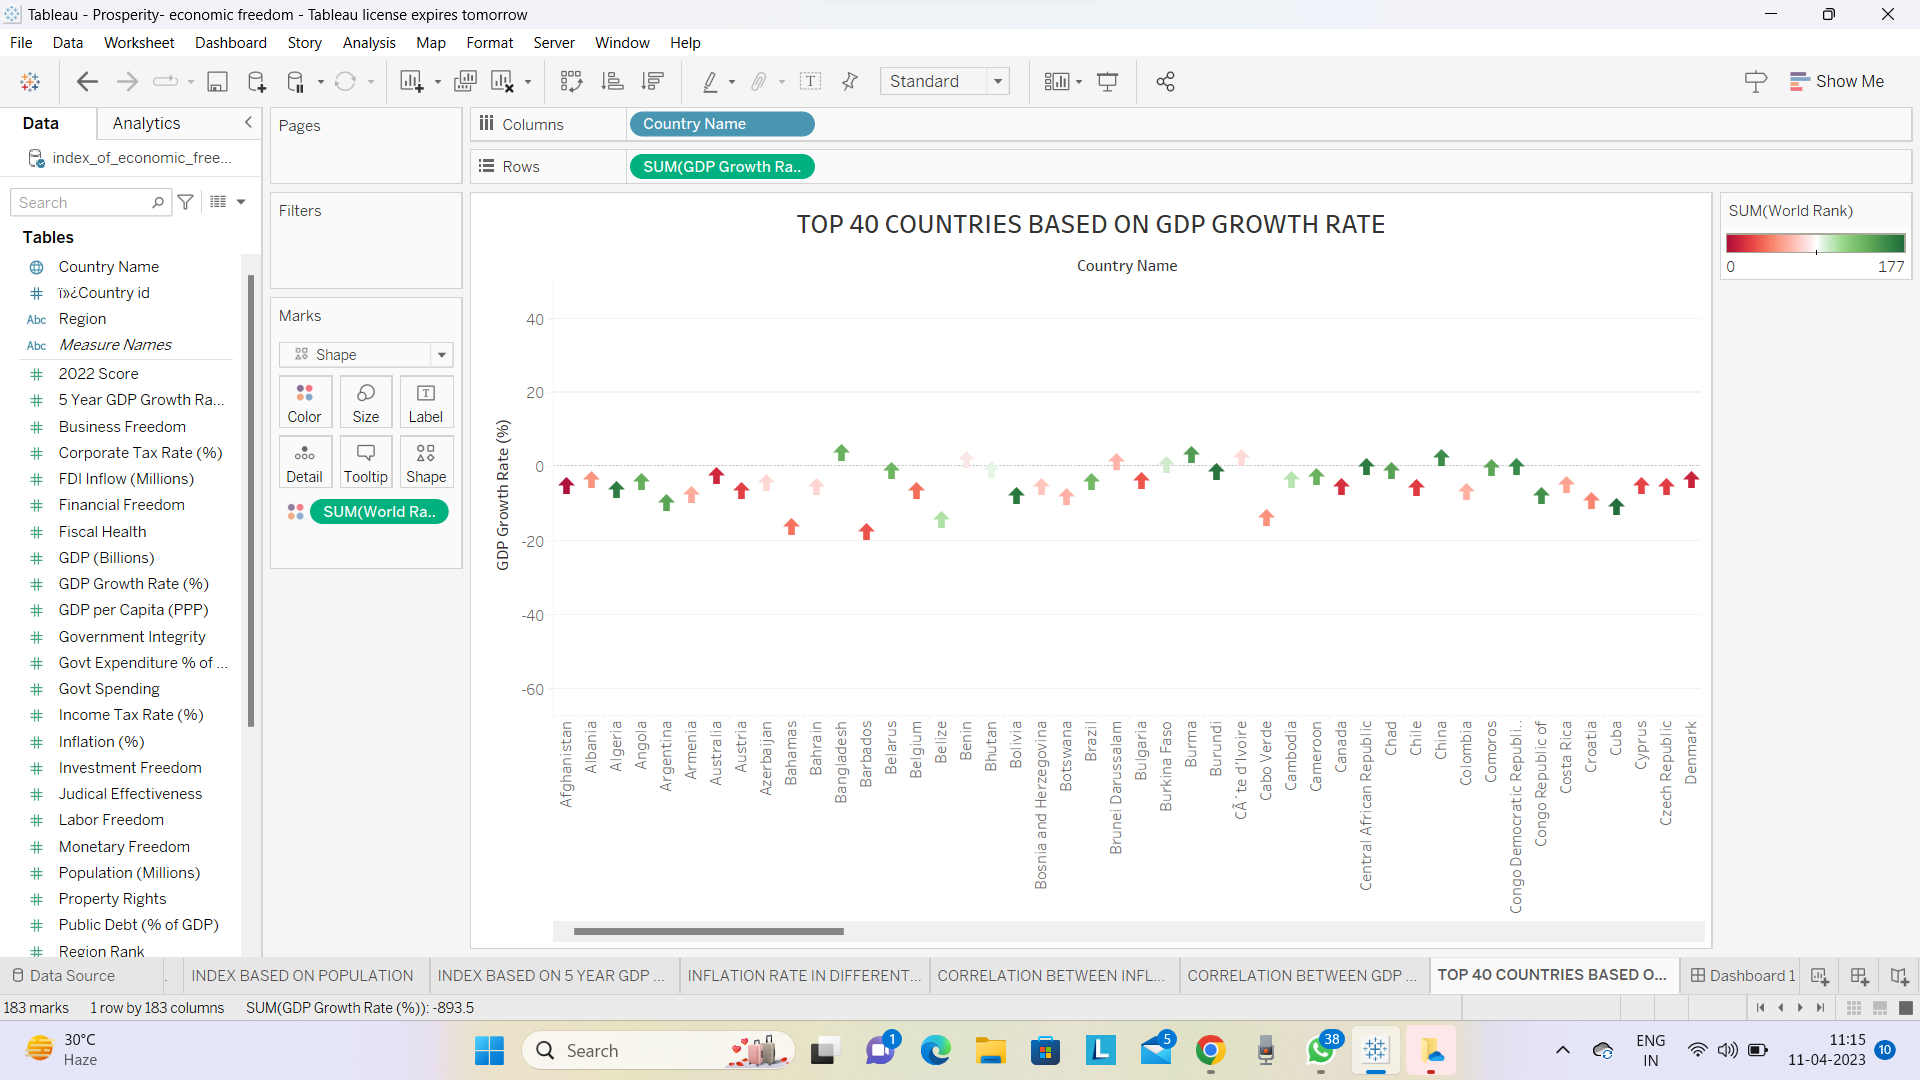 Tableau - Prosperity- economic freedom - Tableau license expires tomorrow
File Data Worksheet Dashboard Story Analysis Map Format Server Window Help
Standard
Show Me
Data Analytics
index_of_economic_free...
Search
Tables
Country Name
ï»¿Country id
Abc Region
Abc Measure Names
2022 Score
5 Year GDP Growth Ra...
Business Freedom
Corporate Tax Rate (%)
FDI Inflow (Millions)
Financial Freedom
Fiscal Health
GDP (Billions)
GDP Growth Rate (%)
GDP per Capita (PPP)
Government Integrity
Govt Expenditure % of ...
Govt Spending
Income Tax Rate (%)
Inflation (%)
Investment Freedom
Judical Effectiveness
Labor Freedom
Monetary Freedom
Population (Millions)
Property Rights
Public Debt (% of GDP)
Region Rank
Pages
Filters
Marks
Shape
Color Size Label
Detail Tooltip Shape
SUM(World Ra..
Columns Country Name
Rows SUM(GDP Growth Ra..
TOP 40 COUNTRIES BASED ON GDP GROWTH RATE
Country Name
GDP Growth Rate (%)
40
20
0
-20
-40
-60
Afghanistan
Albania
Algeria
Angola
Argentina
Armenia
Australia
Austria
Azerbaijan
Bahamas
Bahrain
Bangladesh
Barbados
Belarus
Belgium
Belize
Benin
Bhutan
Bolivia
Bosnia and Herzegovina
Botswana
Brazil
Brunei Darussalam
Bulgaria
Burkina Faso
Burma
Burundi
CÃ´te d'Ivoire
Cabo Verde
Cambodia
Cameroon
Canada
Central African Republic
Chad
Chile
China
Colombia
Comoros
Congo Democratic Republi..
Congo Republic of
Costa Rica
Croatia
Cuba
Cyprus
Czech Republic
Denmark
SUM(World Rank)
0 177
Data Source
INDEX BASED ON POPULATION
INDEX BASED ON 5 YEAR GDP ...
INFLATION RATE IN DIFFERENT...
CORRELATION BETWEEN INFL...
CORRELATION BETWEEN GDP ...
TOP 40 COUNTRIES BASED O...
Dashboard 1
183 marks 1 row by 183 columns SUM(GDP Growth Rate (%)): -893.5
30°C
Haze
Search
1
5
38
ENG
IN
11:15
11-04-2023
10